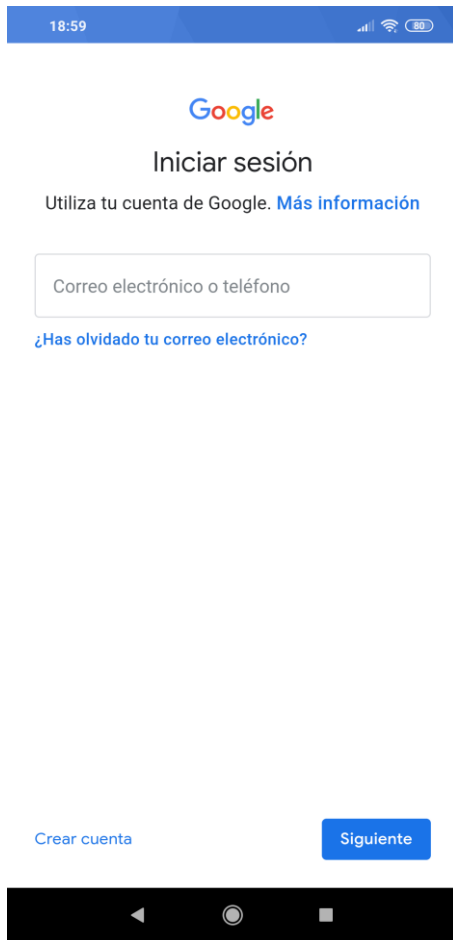 18:59
80
Google
Iniciar sesión
Utiliza tu cuenta de Google. Más información
Correo electrónico o teléfono
¿Has olvidado tu correo electrónico?
Crear cuenta
Siguiente